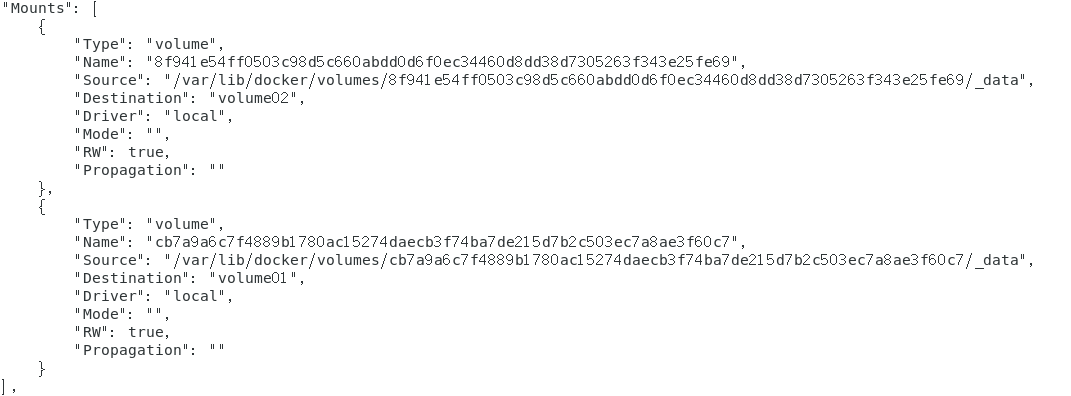 "Mounts": [
    {
        "Type": "volume",
        "Name": "8f941e54ff0503c98d5c660abdd0d6f0ec34460d8dd38d7305263f343e25fe69",
        "Source": "/var/lib/docker/volumes/8f941e54ff0503c98d5c660abdd0d6f0ec34460d8dd38d7305263f343e25fe69/_data",
        "Destination": "volume02",
        "Driver": "local",
        "Mode": "",
        "RW": true,
        "Propagation": ""
    },
    {
        "Type": "volume",
        "Name": "cb7a9a6c7f4889b1780ac15274daecb3f74ba7de215d7b2c503ec7a8ae3f60c7",
        "Source": "/var/lib/docker/volumes/cb7a9a6c7f4889b1780ac15274daecb3f74ba7de215d7b2c503ec7a8ae3f60c7/_data",
        "Destination": "volume01",
        "Driver": "local",
        "Mode": "",
        "RW": true,
        "Propagation": ""
    }
],